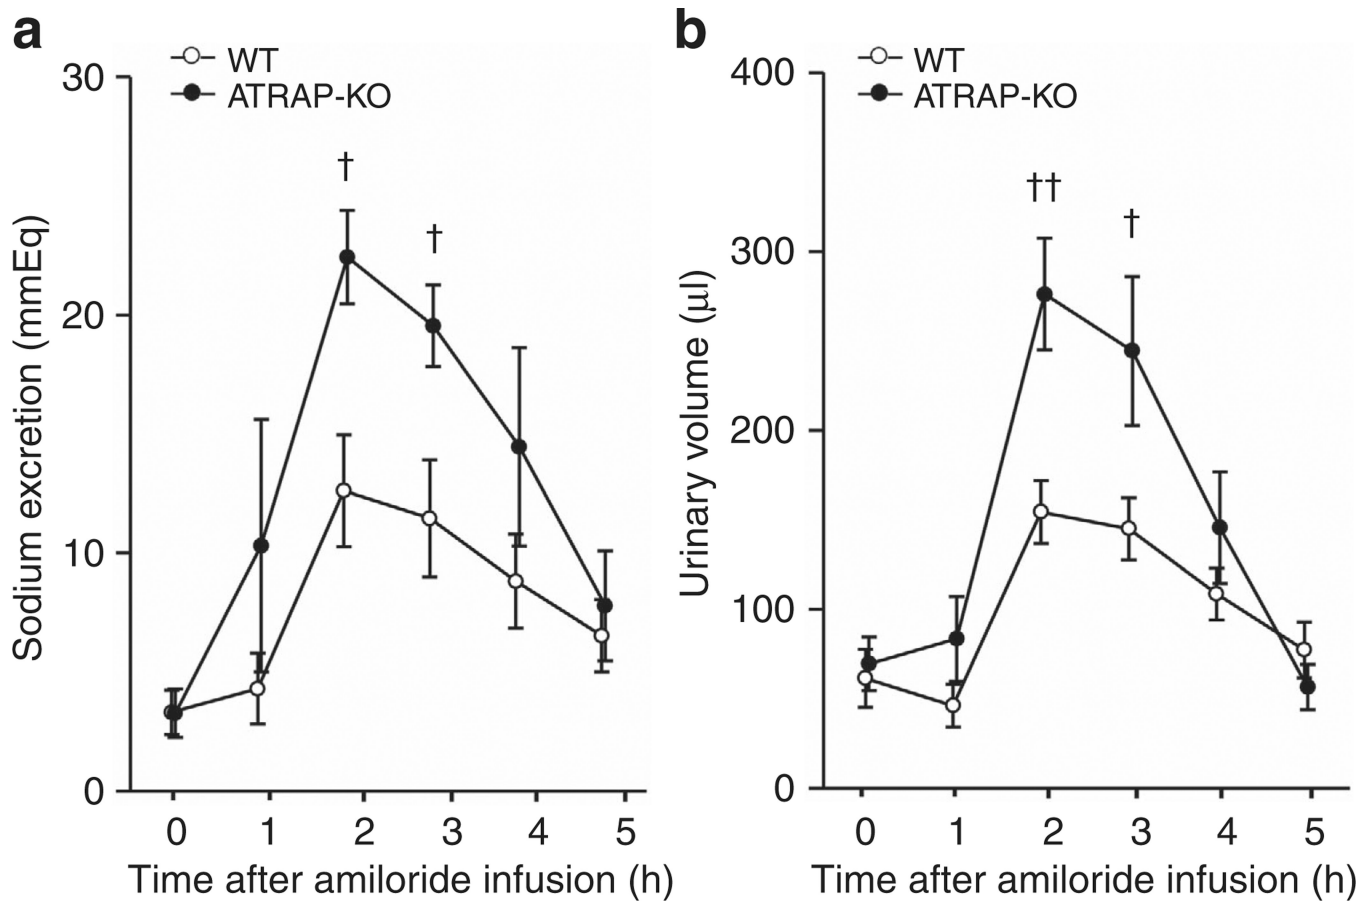 a
WT
ATRAP-KO
30
20
10
0
†
†
Sodium excretion (mmEq)
0 1 2 3 4 5
Time after amiloride infusion (h)
b
WT
ATRAP-KO
400
300
200
100
0
††
†
Urinary volume (μl)
0 1 2 3 4 5
Time after amiloride infusion (h)